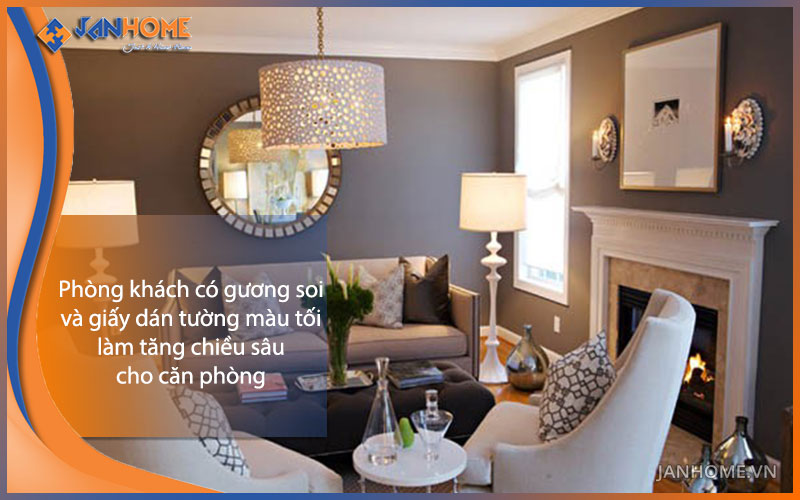 JANHOME
Phòng khách có gương soi
và giấy dán tường màu tối
làm tăng chiều sâu
cho căn phòng
JANHOME.VN